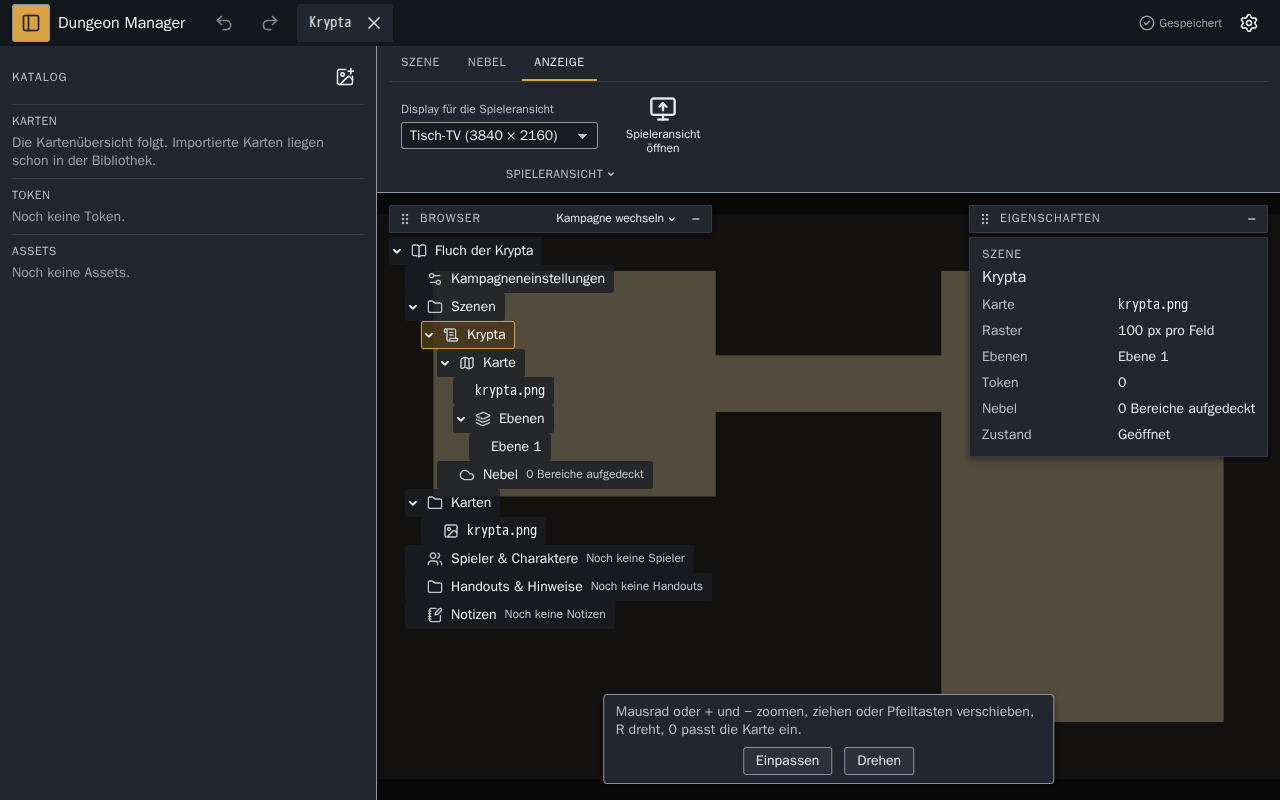 Dungeon Manager
Krypta
Gespeichert
KATALOG
KARTEN
Die Kartenübersicht folgt. Importierte Karten liegen
schon in der Bibliothek.
TOKEN
Noch keine Token.
ASSETS
Noch keine Assets.
SZENE NEBEL ANZEIGE
Display für die Spieleransicht
Tisch-TV (3840 × 2160)
Spieleransicht
öffnen
SPIELERANSICHT
BROWSER Kampagne wechseln
Fluch der Krypta
Kampagneneinstellungen
Szenen
Krypta
Karte
krypta.png
Ebenen
Ebene 1
Nebel 0 Bereiche aufgedeckt
Karten
krypta.png
Spieler & Charaktere Noch keine Spieler
Handouts & Hinweise Noch keine Handouts
Notizen Noch keine Notizen
EIGENSCHAFTEN
SZENE
Krypta
Karte krypta.png
Raster 100 px pro Feld
Ebenen Ebene 1
Token 0
Nebel 0 Bereiche aufgedeckt
Zustand Geöffnet
Mausrad oder + und − zoomen, ziehen oder Pfeiltasten verschieben,
R dreht, 0 passt die Karte ein.
Einpassen Drehen